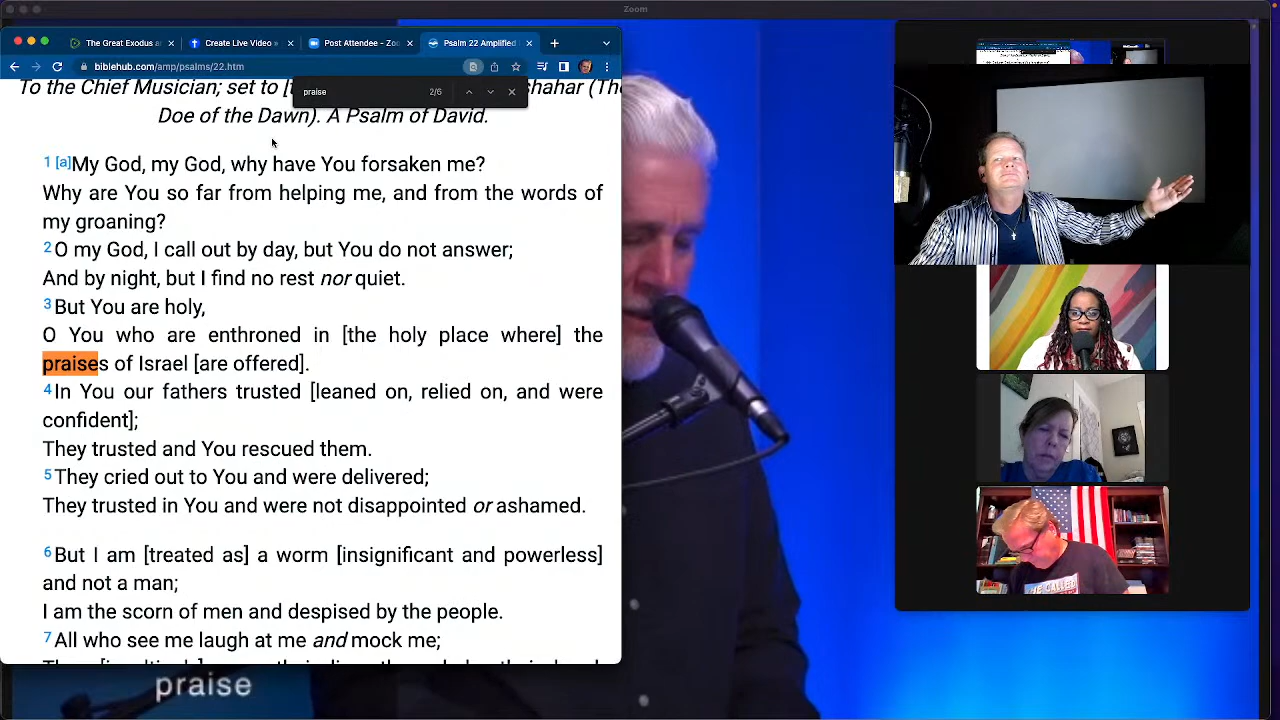 Zoom
The Great Exodus a
Create Live Video
Post Attendee - Zoo
Psalm 22 Amplified
biblehub.com/amp/psalms/22.htm
praise 2/6
To the Chief Musician; set to [t shahar (The
Doe of the Dawn). A Psalm of David.
1 [a]My God, my God, why have You forsaken me?
Why are You so far from helping me, and from the words of
my groaning?
2 O my God, I call out by day, but You do not answer;
And by night, but I find no rest nor quiet.
3 But You are holy,
O You who are enthroned in [the holy place where] the
praises of Israel [are offered].
4 In You our fathers trusted [leaned on, relied on, and were
confident];
They trusted and You rescued them.
5 They cried out to You and were delivered;
They trusted in You and were not disappointed or ashamed.
6 But I am [treated as] a worm [insignificant and powerless]
and not a man;
I am the scorn of men and despised by the people.
7 All who see me laugh at me and mock me;
praise